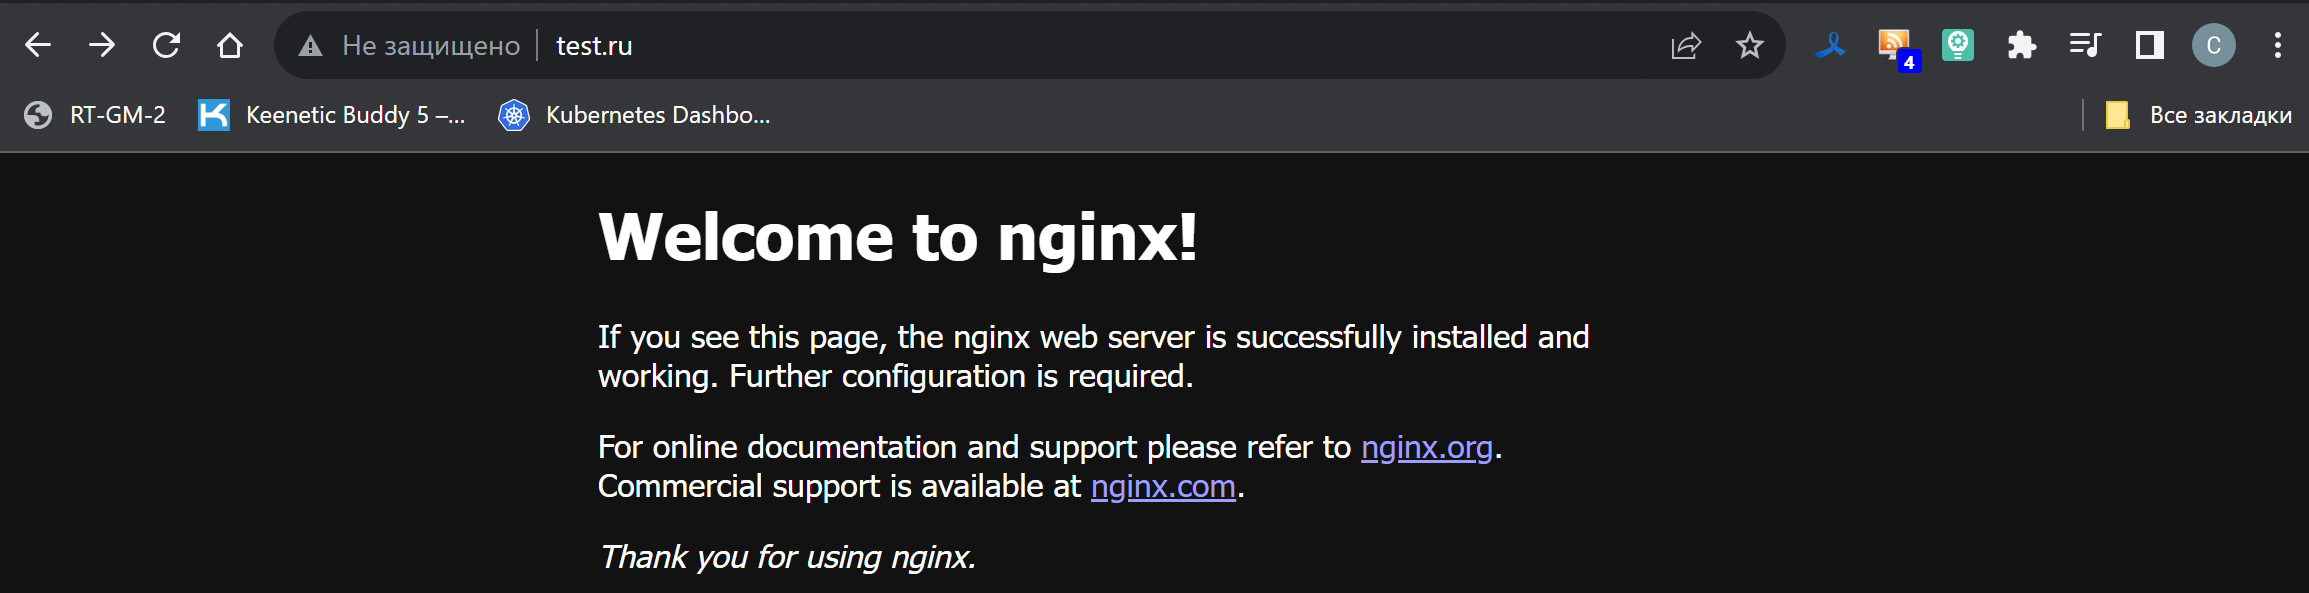 Не защищено test.ru
4
C
RT-GM-2 Keenetic Buddy 5 –... Kubernetes Dashbo... Все закладки
Welcome to nginx!
If you see this page, the nginx web server is successfully installed and
working. Further configuration is required.
For online documentation and support please refer to nginx.org.
Commercial support is available at nginx.com.
Thank you for using nginx.